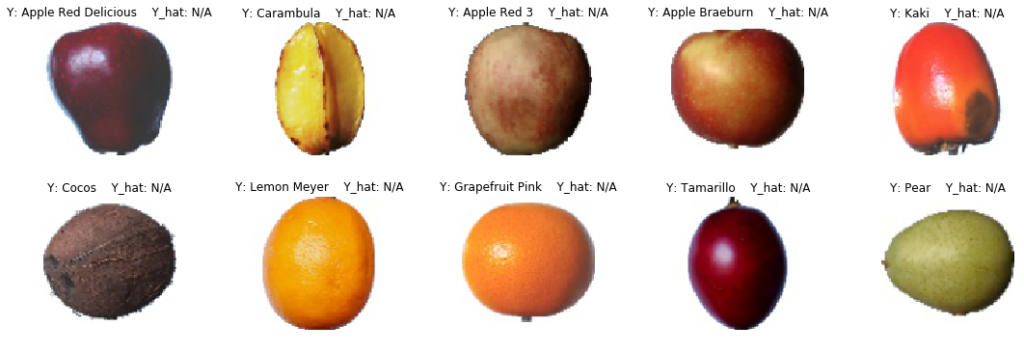 Y: Apple Red Delicious    Y_hat: N/A
Y: Carambula    Y_hat: N/A
Y: Apple Red 3    Y_hat: N/A
Y: Apple Braeburn    Y_hat: N/A
Y: Kaki    Y_hat: N/A
Y: Cocos    Y_hat: N/A
Y: Lemon Meyer    Y_hat: N/A
Y: Grapefruit Pink    Y_hat: N/A
Y: Tamarillo    Y_hat: N/A
Y: Pear    Y_hat: N/A